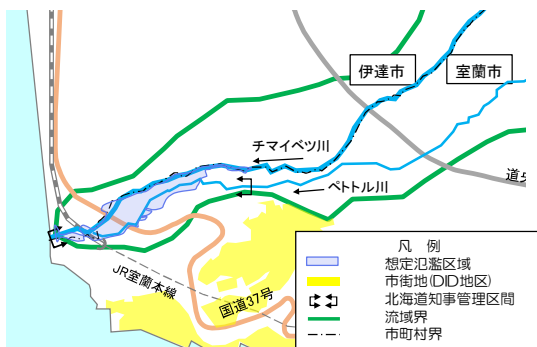 伊達市
室蘭市
チマイベツ川
ペトトル川
道央
JR室蘭本線
国道37号
凡 例
想定氾濫区域
市街地(DID地区)
北海道知事管理区間
流域界
市町村界